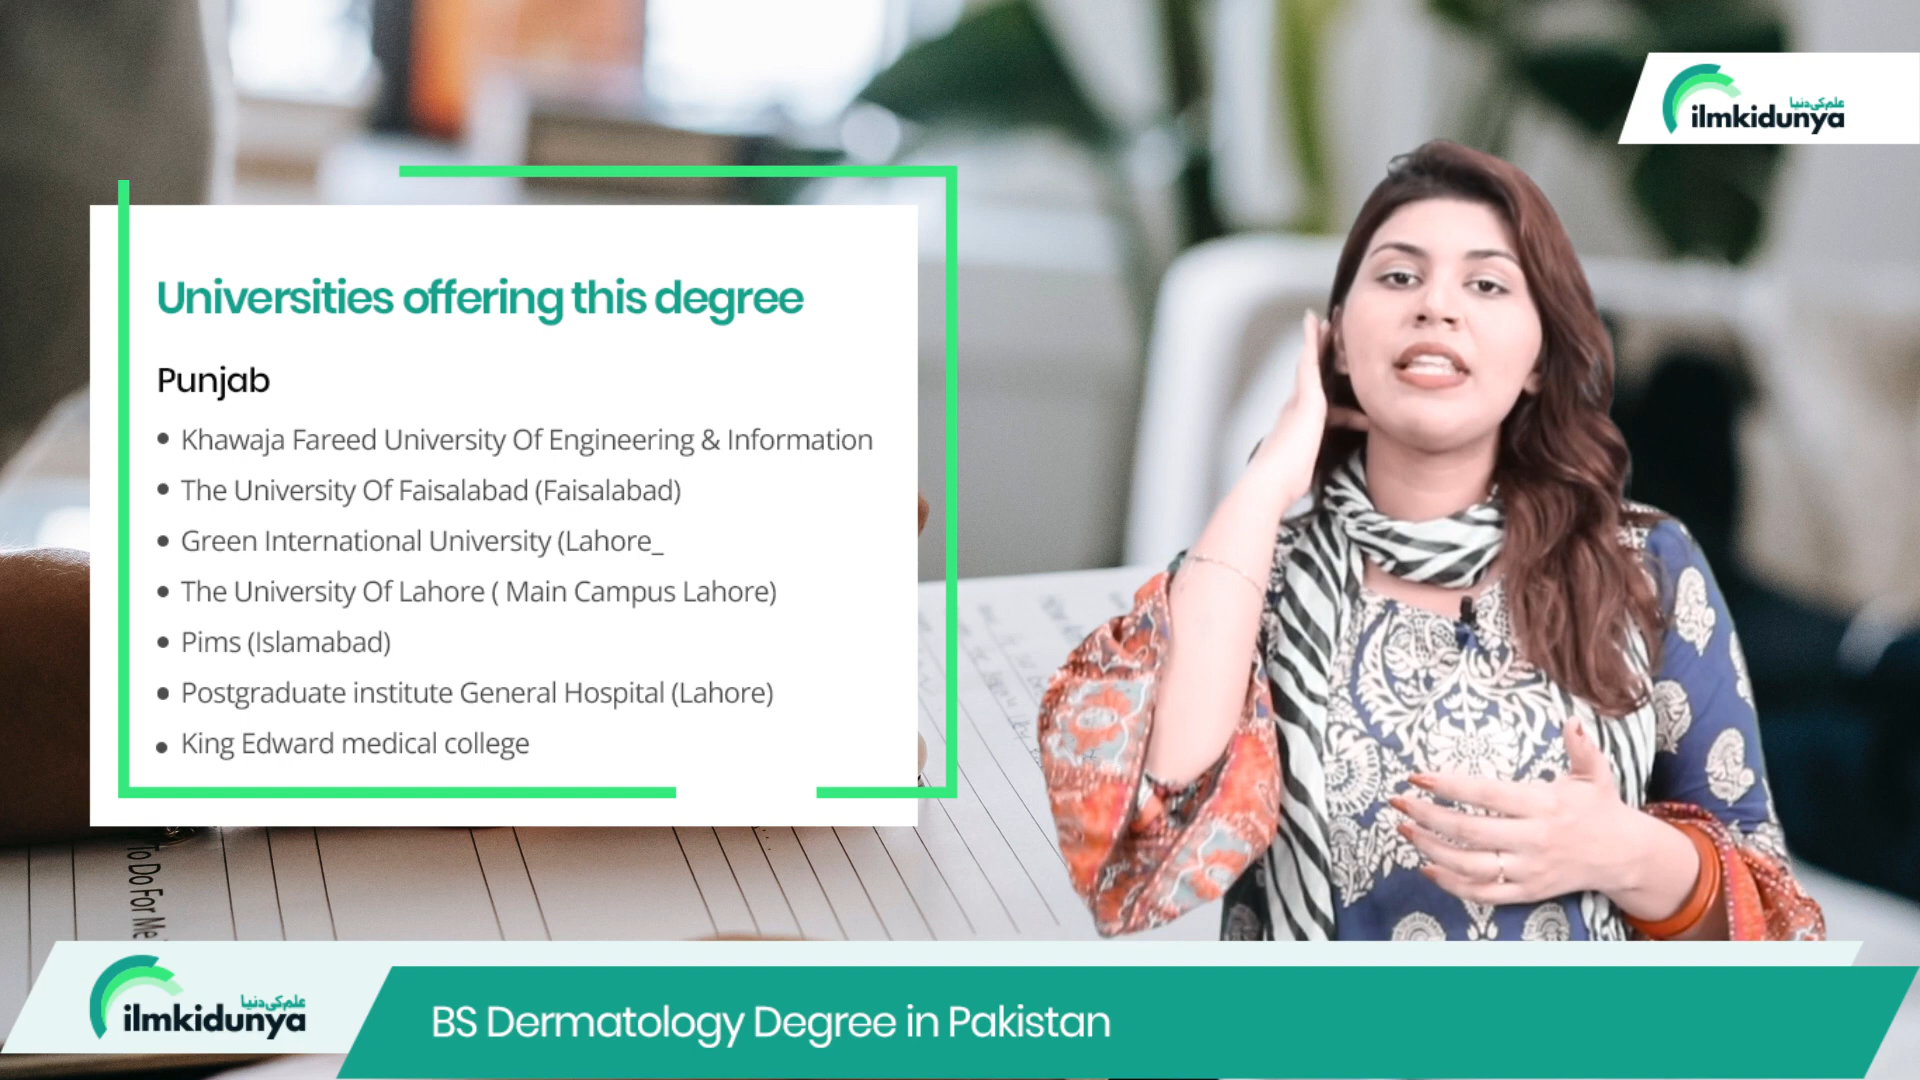 علم کی دنیا
ilmkidunya
Universities offering this degree
Punjab
• Khawaja Fareed University Of Engineering & Information
• The University Of Faisalabad (Faisalabad)
• Green International University (Lahore_
• The University Of Lahore ( Main Campus Lahore)
• Pims (Islamabad)
• Postgraduate institute General Hospital (Lahore)
• King Edward medical college
To Do For Me
علم کی دنیا
ilmkidunya
BS Dermatology Degree in Pakistan